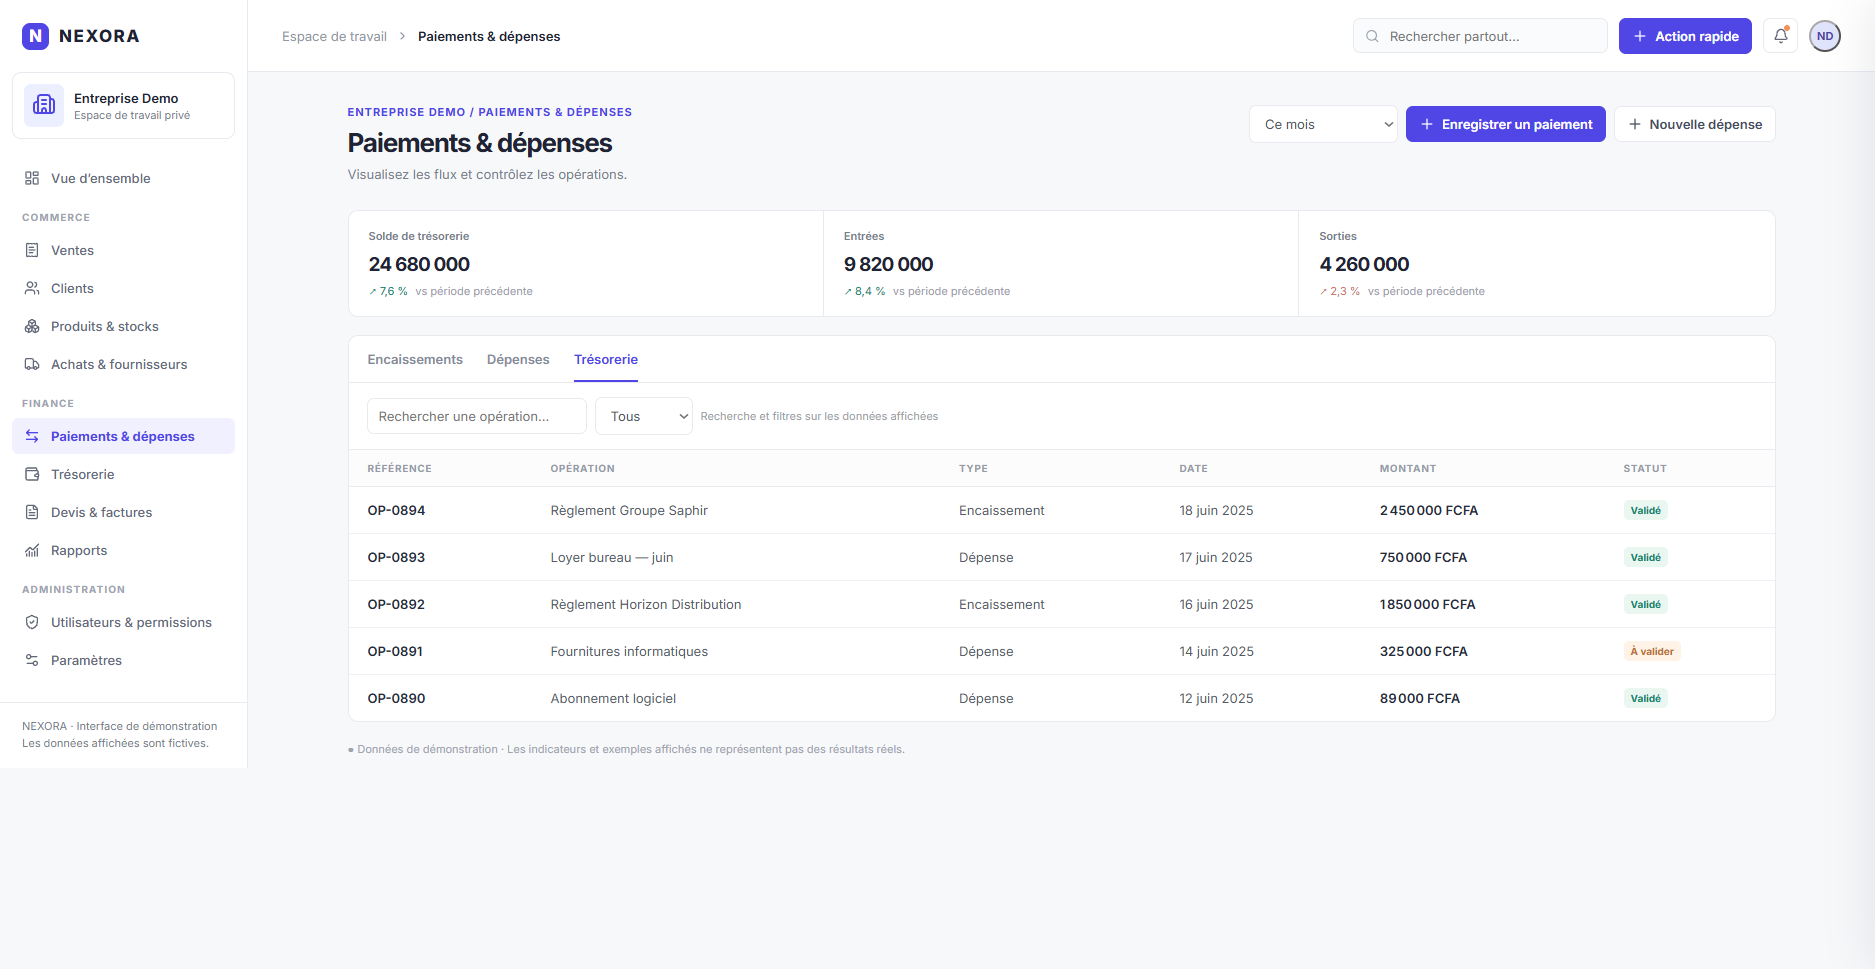 N NEXORA
Entreprise Demo
Espace de travail privé
Vue d'ensemble
COMMERCE
Ventes
Clients
Produits & stocks
Achats & fournisseurs
FINANCE
Paiements & dépenses
Trésorerie
Devis & factures
Rapports
ADMINISTRATION
Utilisateurs & permissions
Paramètres
NEXORA · Interface de démonstration
Les données affichées sont fictives.
Espace de travail > Paiements & dépenses
Rechercher partout...
+ Action rapide
ND
ENTREPRISE DEMO / PAIEMENTS & DÉPENSES
Paiements & dépenses
Visualisez les flux et contrôlez les opérations.
Ce mois
+ Enregistrer un paiement
+ Nouvelle dépense
Solde de trésorerie
24 680 000
↗ 7,6 % vs période précédente
Entrées
9 820 000
↗ 8,4 % vs période précédente
Sorties
4 260 000
↗ 2,3 % vs période précédente
Encaissements Dépenses Trésorerie
Rechercher une opération... Tous Recherche et filtres sur les données affichées
RÉFÉRENCE OPÉRATION TYPE DATE MONTANT STATUT
OP-0894 Règlement Groupe Saphir Encaissement 18 juin 2025 2 450 000 FCFA Validé
OP-0893 Loyer bureau — juin Dépense 17 juin 2025 750 000 FCFA Validé
OP-0892 Règlement Horizon Distribution Encaissement 16 juin 2025 1 850 000 FCFA Validé
OP-0891 Fournitures informatiques Dépense 14 juin 2025 325 000 FCFA À valider
OP-0890 Abonnement logiciel Dépense 12 juin 2025 89 000 FCFA Validé
● Données de démonstration · Les indicateurs et exemples affichés ne représentent pas des résultats réels.